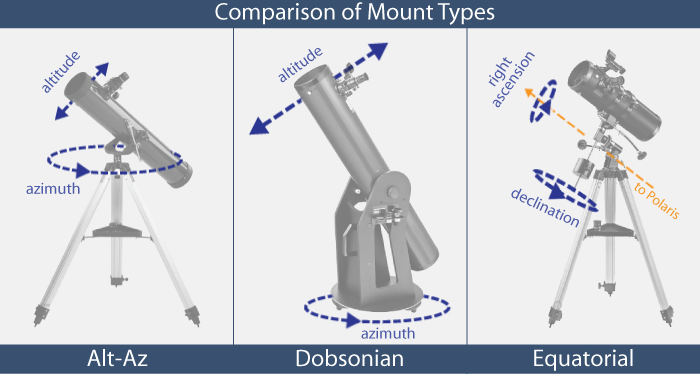 Comparison of Mount Types
altitude
azimuth
Alt-Az
altitude
azimuth
Dobsonian
right
ascension
declination
to Polaris
Equatorial